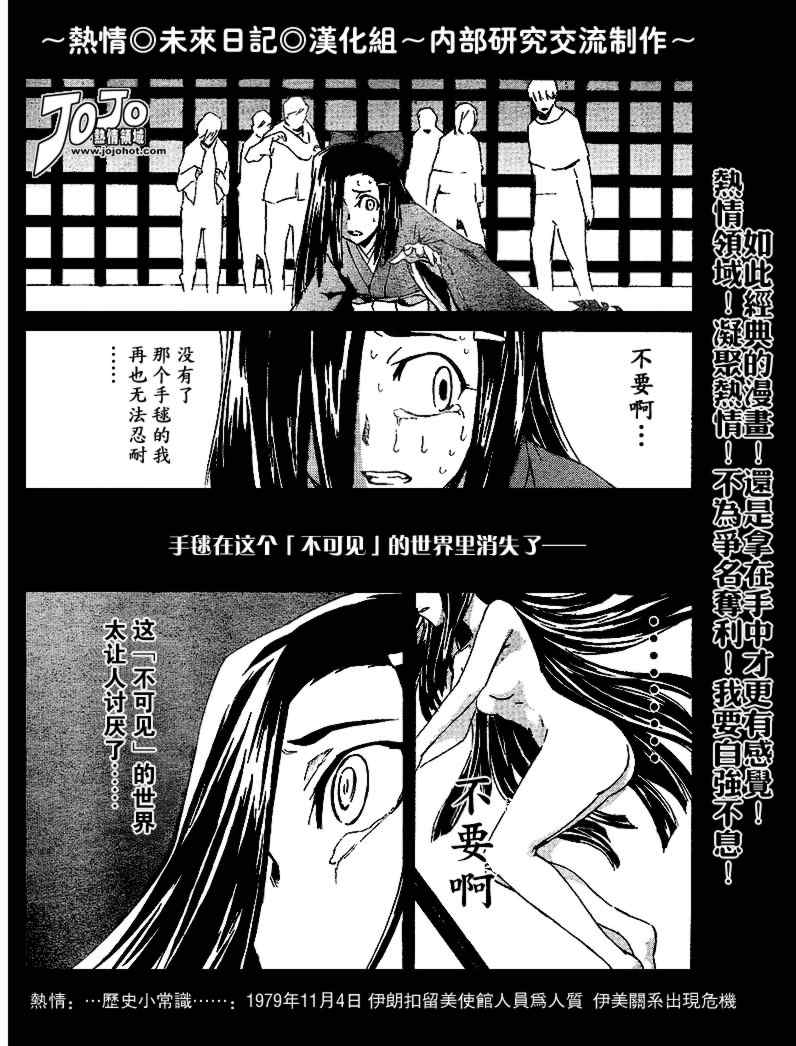 ～熱情◎未來日記◎漢化組～内部研究交流制作～
JOJO
熱情領域
www.jojohot.com
如此經典的漫畫！還是拿在手中才更有感覺！
熱情領域！凝聚熱情！不為爭名奪利！我要自強不息！
不要啊…
没有了
那个手毬的我
再也无法忍耐
……
手毬在这个「不可见」的世界里消失了——
………
不要啊
这「不可见」的世界
太让人讨厌了……
熱情：…歷史小常識……：1979年11月4日 伊朗扣留美使館人員爲人質 伊美關系出現危機